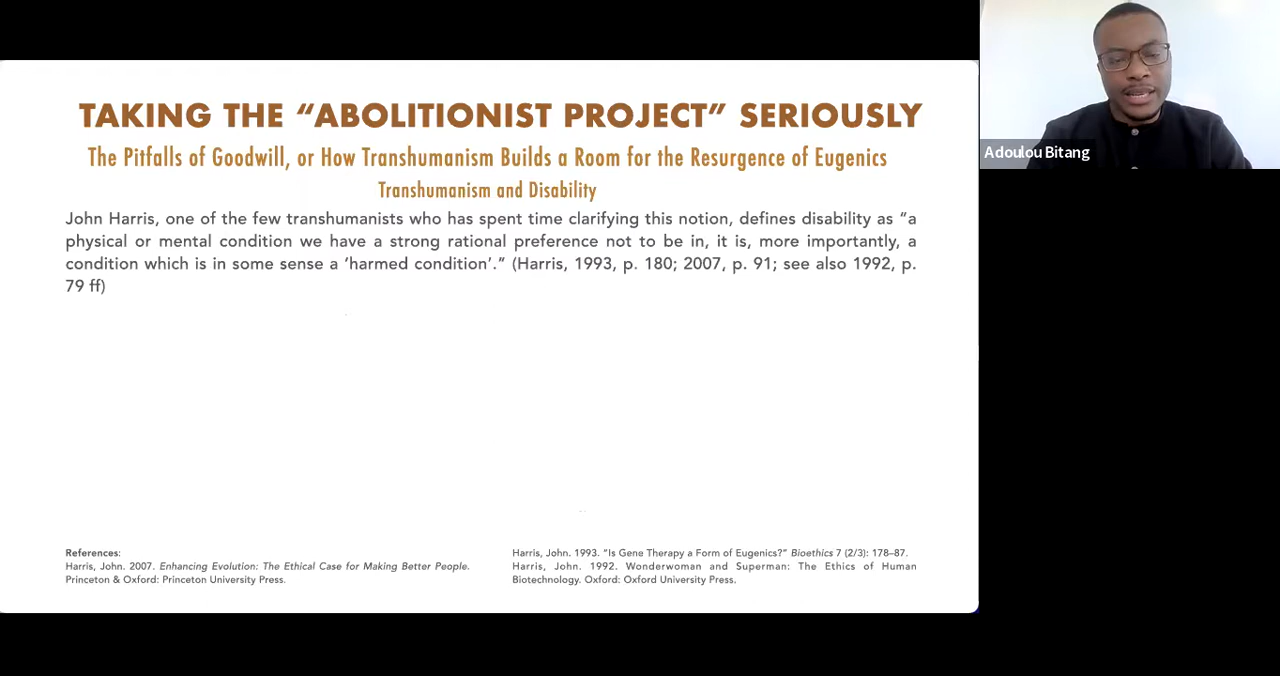 TAKING THE “ABOLITIONIST PROJECT” SERIOUSLY
The Pitfalls of Goodwill, or How Transhumanism Builds a Room for the Resurgence of Eugenics
Transhumanism and Disability
John Harris, one of the few transhumanists who has spent time clarifying this notion, defines disability as “a
physical or mental condition we have a strong rational preference not to be in, it is, more importantly, a
condition which is in some sense a ‘harmed condition’.” (Harris, 1993, p. 180; 2007, p. 91; see also 1992, p.
79 ff)
References:
Harris, John. 2007. Enhancing Evolution: The Ethical Case for Making Better People.
Princeton & Oxford: Princeton University Press.
Harris, John. 1993. “Is Gene Therapy a Form of Eugenics?” Bioethics 7 (2/3): 178–87.
Harris, John. 1992. Wonderwoman and Superman: The Ethics of Human
Biotechnology. Oxford: Oxford University Press.
Adoulou Bitang